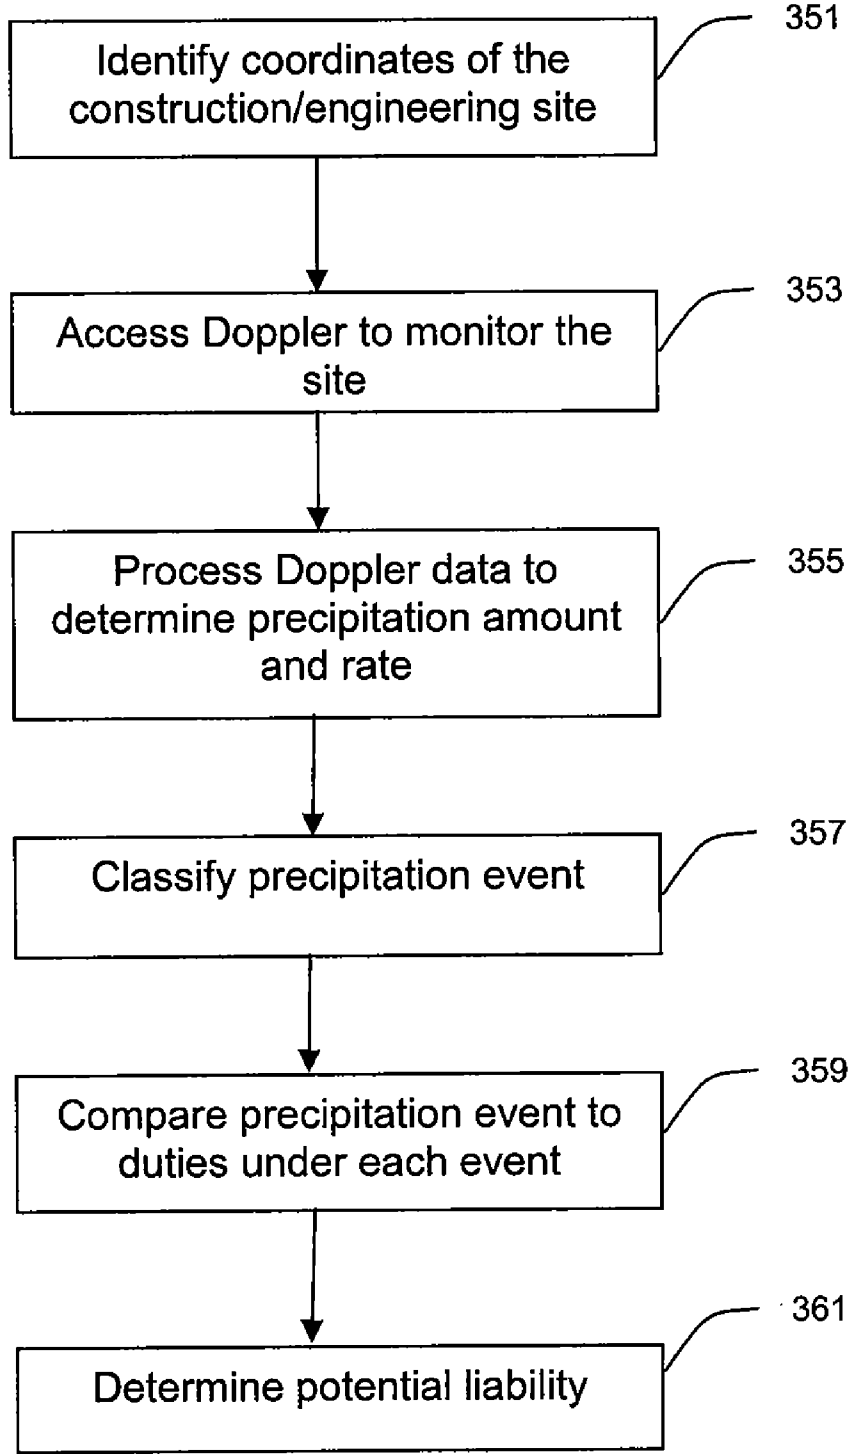 351
Identify coordinates of the
construction/engineering site
353
Access Doppler to monitor the
site
355
Process Doppler data to
determine precipitation amount
and rate
357
Classify precipitation event
359
Compare precipitation event to
duties under each event
361
Determine potential liability